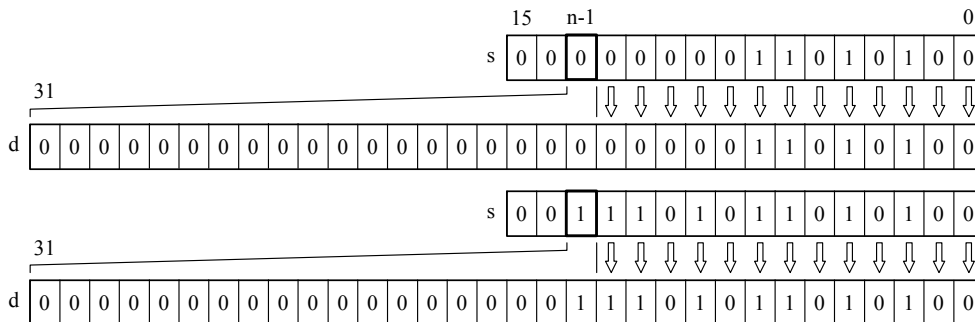 15 n-1 0
s 0 0 0 0 0 0 0 0 1 1 0 1 0 1 0 0
31
d 0 0 0 0 0 0 0 0 0 0 0 0 0 0 0 0 0 0 0 0 0 0 0 0 1 1 0 1 0 1 0 0
s 0 0 1 1 1 0 1 0 1 1 0 1 0 1 0 0
31
d 0 0 0 0 0 0 0 0 0 0 0 0 0 0 0 0 0 0 1 1 1 0 1 0 1 1 0 1 0 1 0 0